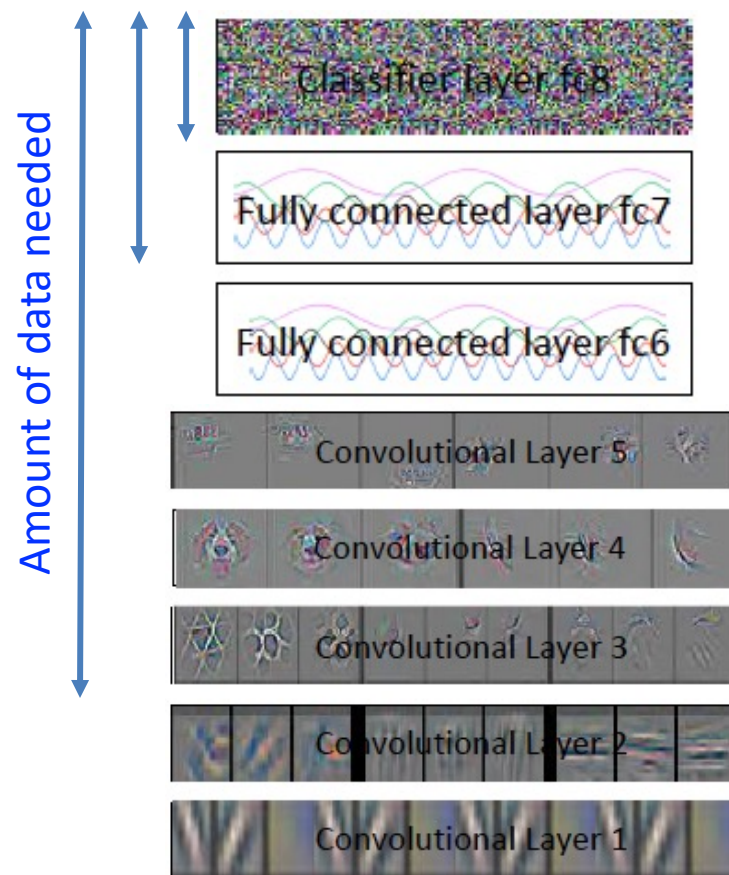 Amount of data needed
Classifier layer fc8
Fully connected layer fc7
Fully connected layer fc6
Convolutional Layer 5
Convolutional Layer 4
Convolutional Layer 3
Convolutional Layer 2
Convolutional Layer 1